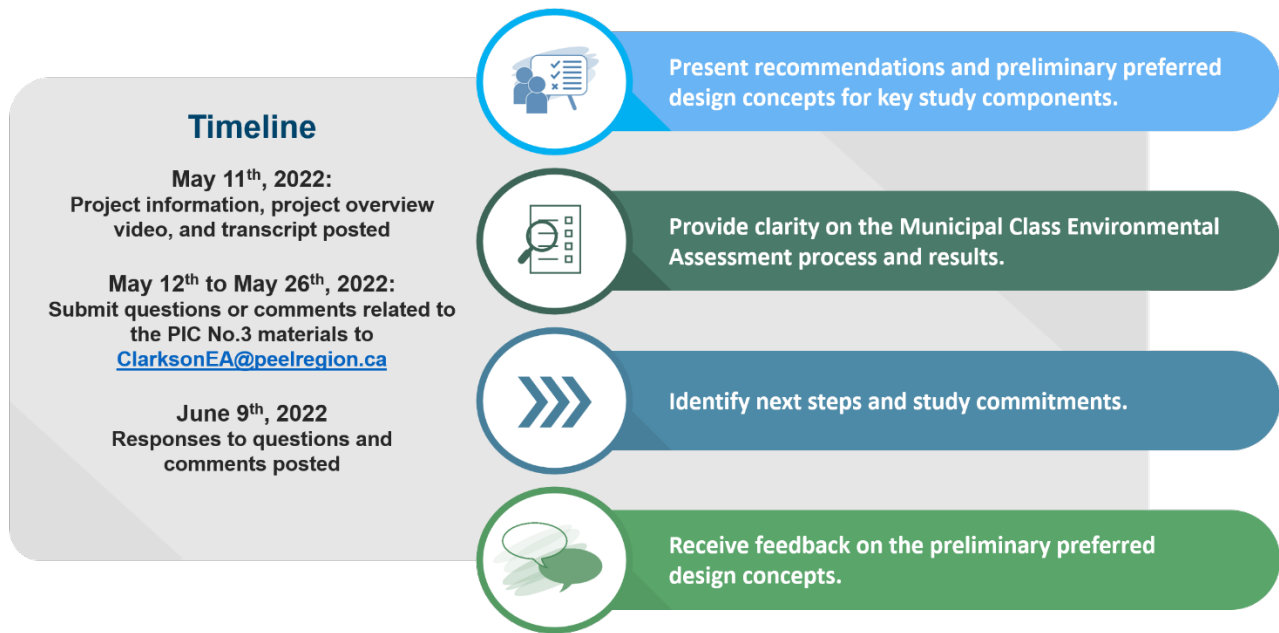 Timeline
May 11th, 2022:
Project information, project overview
video, and transcript posted
May 12th to May 26th, 2022:
Submit questions or comments related to
the PIC No.3 materials to
ClarksonEA@peelregion.ca
June 9th, 2022
Responses to questions and
comments posted
Present recommendations and preliminary preferred
design concepts for key study components.
Provide clarity on the Municipal Class Environmental
Assessment process and results.
Identify next steps and study commitments.
Receive feedback on the preliminary preferred
design concepts.